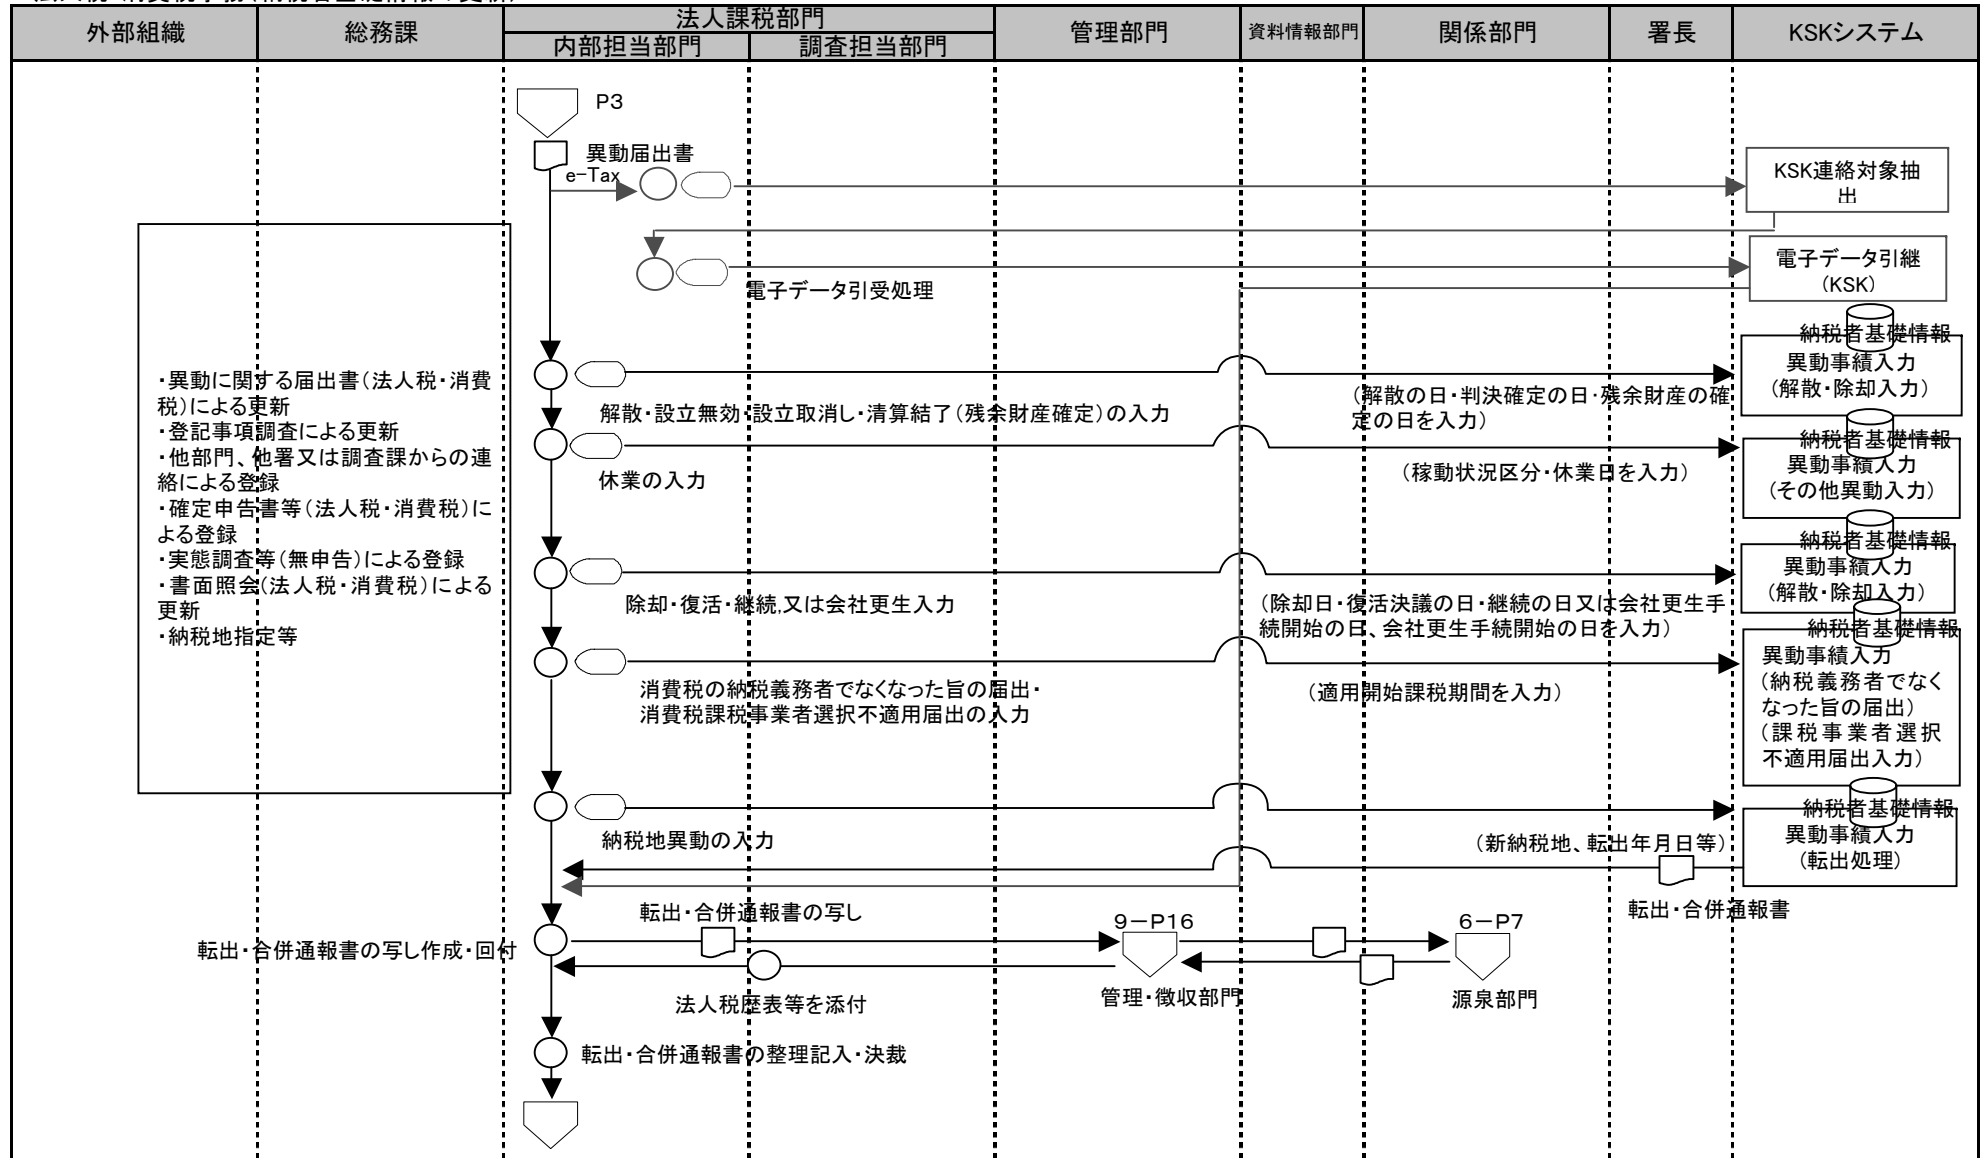 外部組織
総務課
法人課税部門
内部担当部門
調査担当部門
管理部門
資料情報部門
関係部門
署長
KSKシステム
P3
異動届出書
e-Tax
KSK連絡対象抽
出
電子データ引継
(KSK)
電子データ引受処理
・異動に関する届出書(法人税・消費
税)による更新
・登記事項調査による更新
・他部門、他署又は調査課からの連
絡による登録
・確定申告書等(法人税・消費税)に
よる登録
・実態調査等(無申告)による登録
・書面照会(法人税・消費税)による
更新
・納税地指定等
納税者基礎情報
異動事績入力
(解散・除却入力)
解散・設立無効・設立取消し・清算結了(残余財産確定)の入力
(解散の日・判決確定の日・残余財産の確
定の日を入力)
納税者基礎情報
異動事績入力
(その他異動入力)
休業の入力
(稼動状況区分・休業日を入力)
納税者基礎情報
異動事績入力
(解散・除却入力)
除却・復活・継続,又は会社更生入力
(除却日・復活決議の日・継続の日又は会社更生手
続開始の日、会社更生手続開始の日を入力)
納税者基礎情報
異動事績入力
(納税義務者でなく
なった旨の届出)
(課税事業者選択
不適用届出入力)
消費税の納税義務者でなくなった旨の届出・
消費税課税事業者選択不適用届出の入力
(適用開始課税期間を入力)
納税者基礎情報
異動事績入力
(転出処理)
納税地異動の入力
(新納税地、転出年月日等)
転出・合併通報書
転出・合併通報書の写し
9-P16
6-P7
転出・合併通報書の写し作成・回付
法人税歴表等を添付
管理・徴収部門
源泉部門
転出・合併通報書の整理記入・決裁